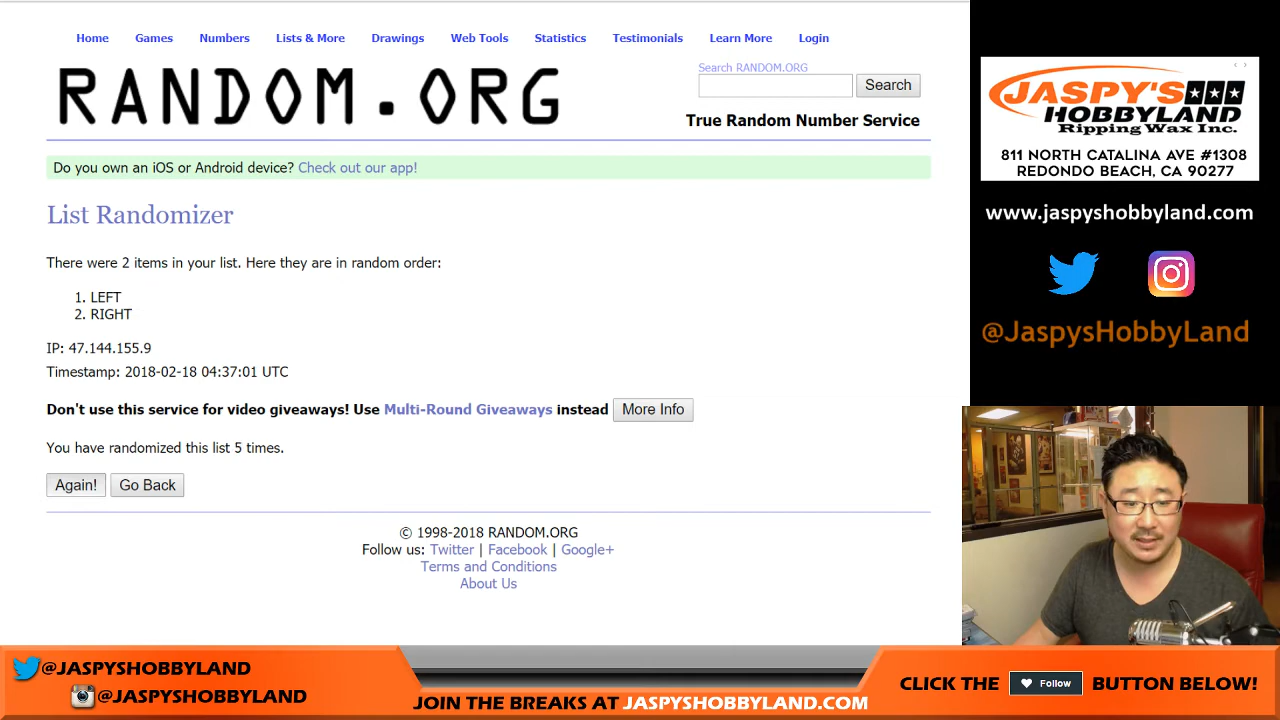 Home Games Numbers Lists & More Drawings Web Tools Statistics Testimonials Learn More Login
RANDOM.ORG
Search RANDOM.ORG
Search
True Random Number Service
Do you own an iOS or Android device? Check out our app!
List Randomizer
There were 2 items in your list. Here they are in random order:
1. LEFT
2. RIGHT
IP: 47.144.155.9
Timestamp: 2018-02-18 04:37:01 UTC
Don't use this service for video giveaways! Use Multi-Round Giveaways instead More Info
You have randomized this list 5 times.
Again! Go Back
© 1998-2018 RANDOM.ORG
Follow us: Twitter | Facebook | Google+
Terms and Conditions
About Us
JASPY'S
HOBBYLAND
Ripping Wax Inc.
811 NORTH CATALINA AVE #1308
REDONDO BEACH, CA 90277
www.jaspyshobbyland.com
@JaspysHobbyLand
@JASPYSHOBBYLAND
@JASPYSHOBBYLAND
JOIN THE BREAKS AT JASPYSHOBBYLAND.COM
CLICK THE Follow BUTTON BELOW!